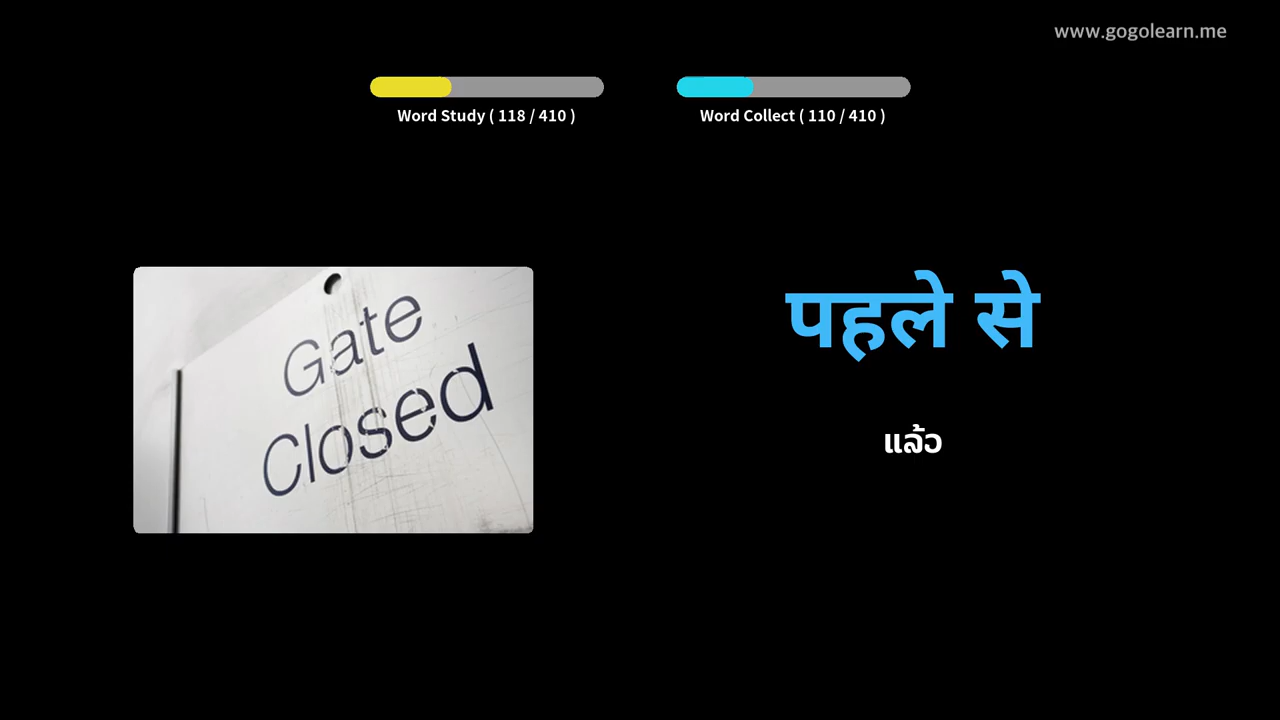 www.gogolearn.me
Word Study ( 118 / 410 )
Word Collect ( 110 / 410 )
Gate
Closed
पहले से
แล้ว